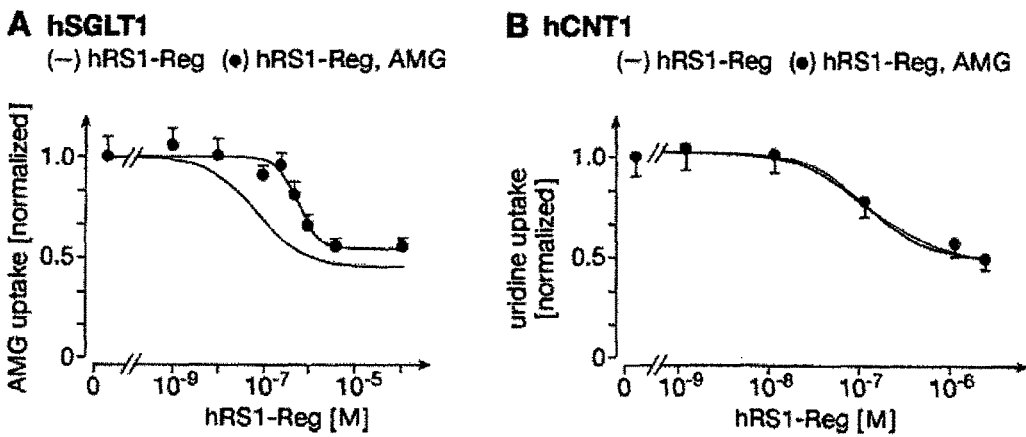 A hSGLT1
(–) hRS1-Reg (●) hRS1-Reg, AMG
AMG uptake [normalized]
1.0
0.5
0
0 10⁻⁹ 10⁻⁷ 10⁻⁵
hRS1-Reg [M]
B hCNT1
(–) hRS1-Reg (●) hRS1-Reg, AMG
uridine uptake
[normalized]
1.0
0.5
0
0 10⁻⁹ 10⁻⁸ 10⁻⁷ 10⁻⁶
hRS1-Reg [M]